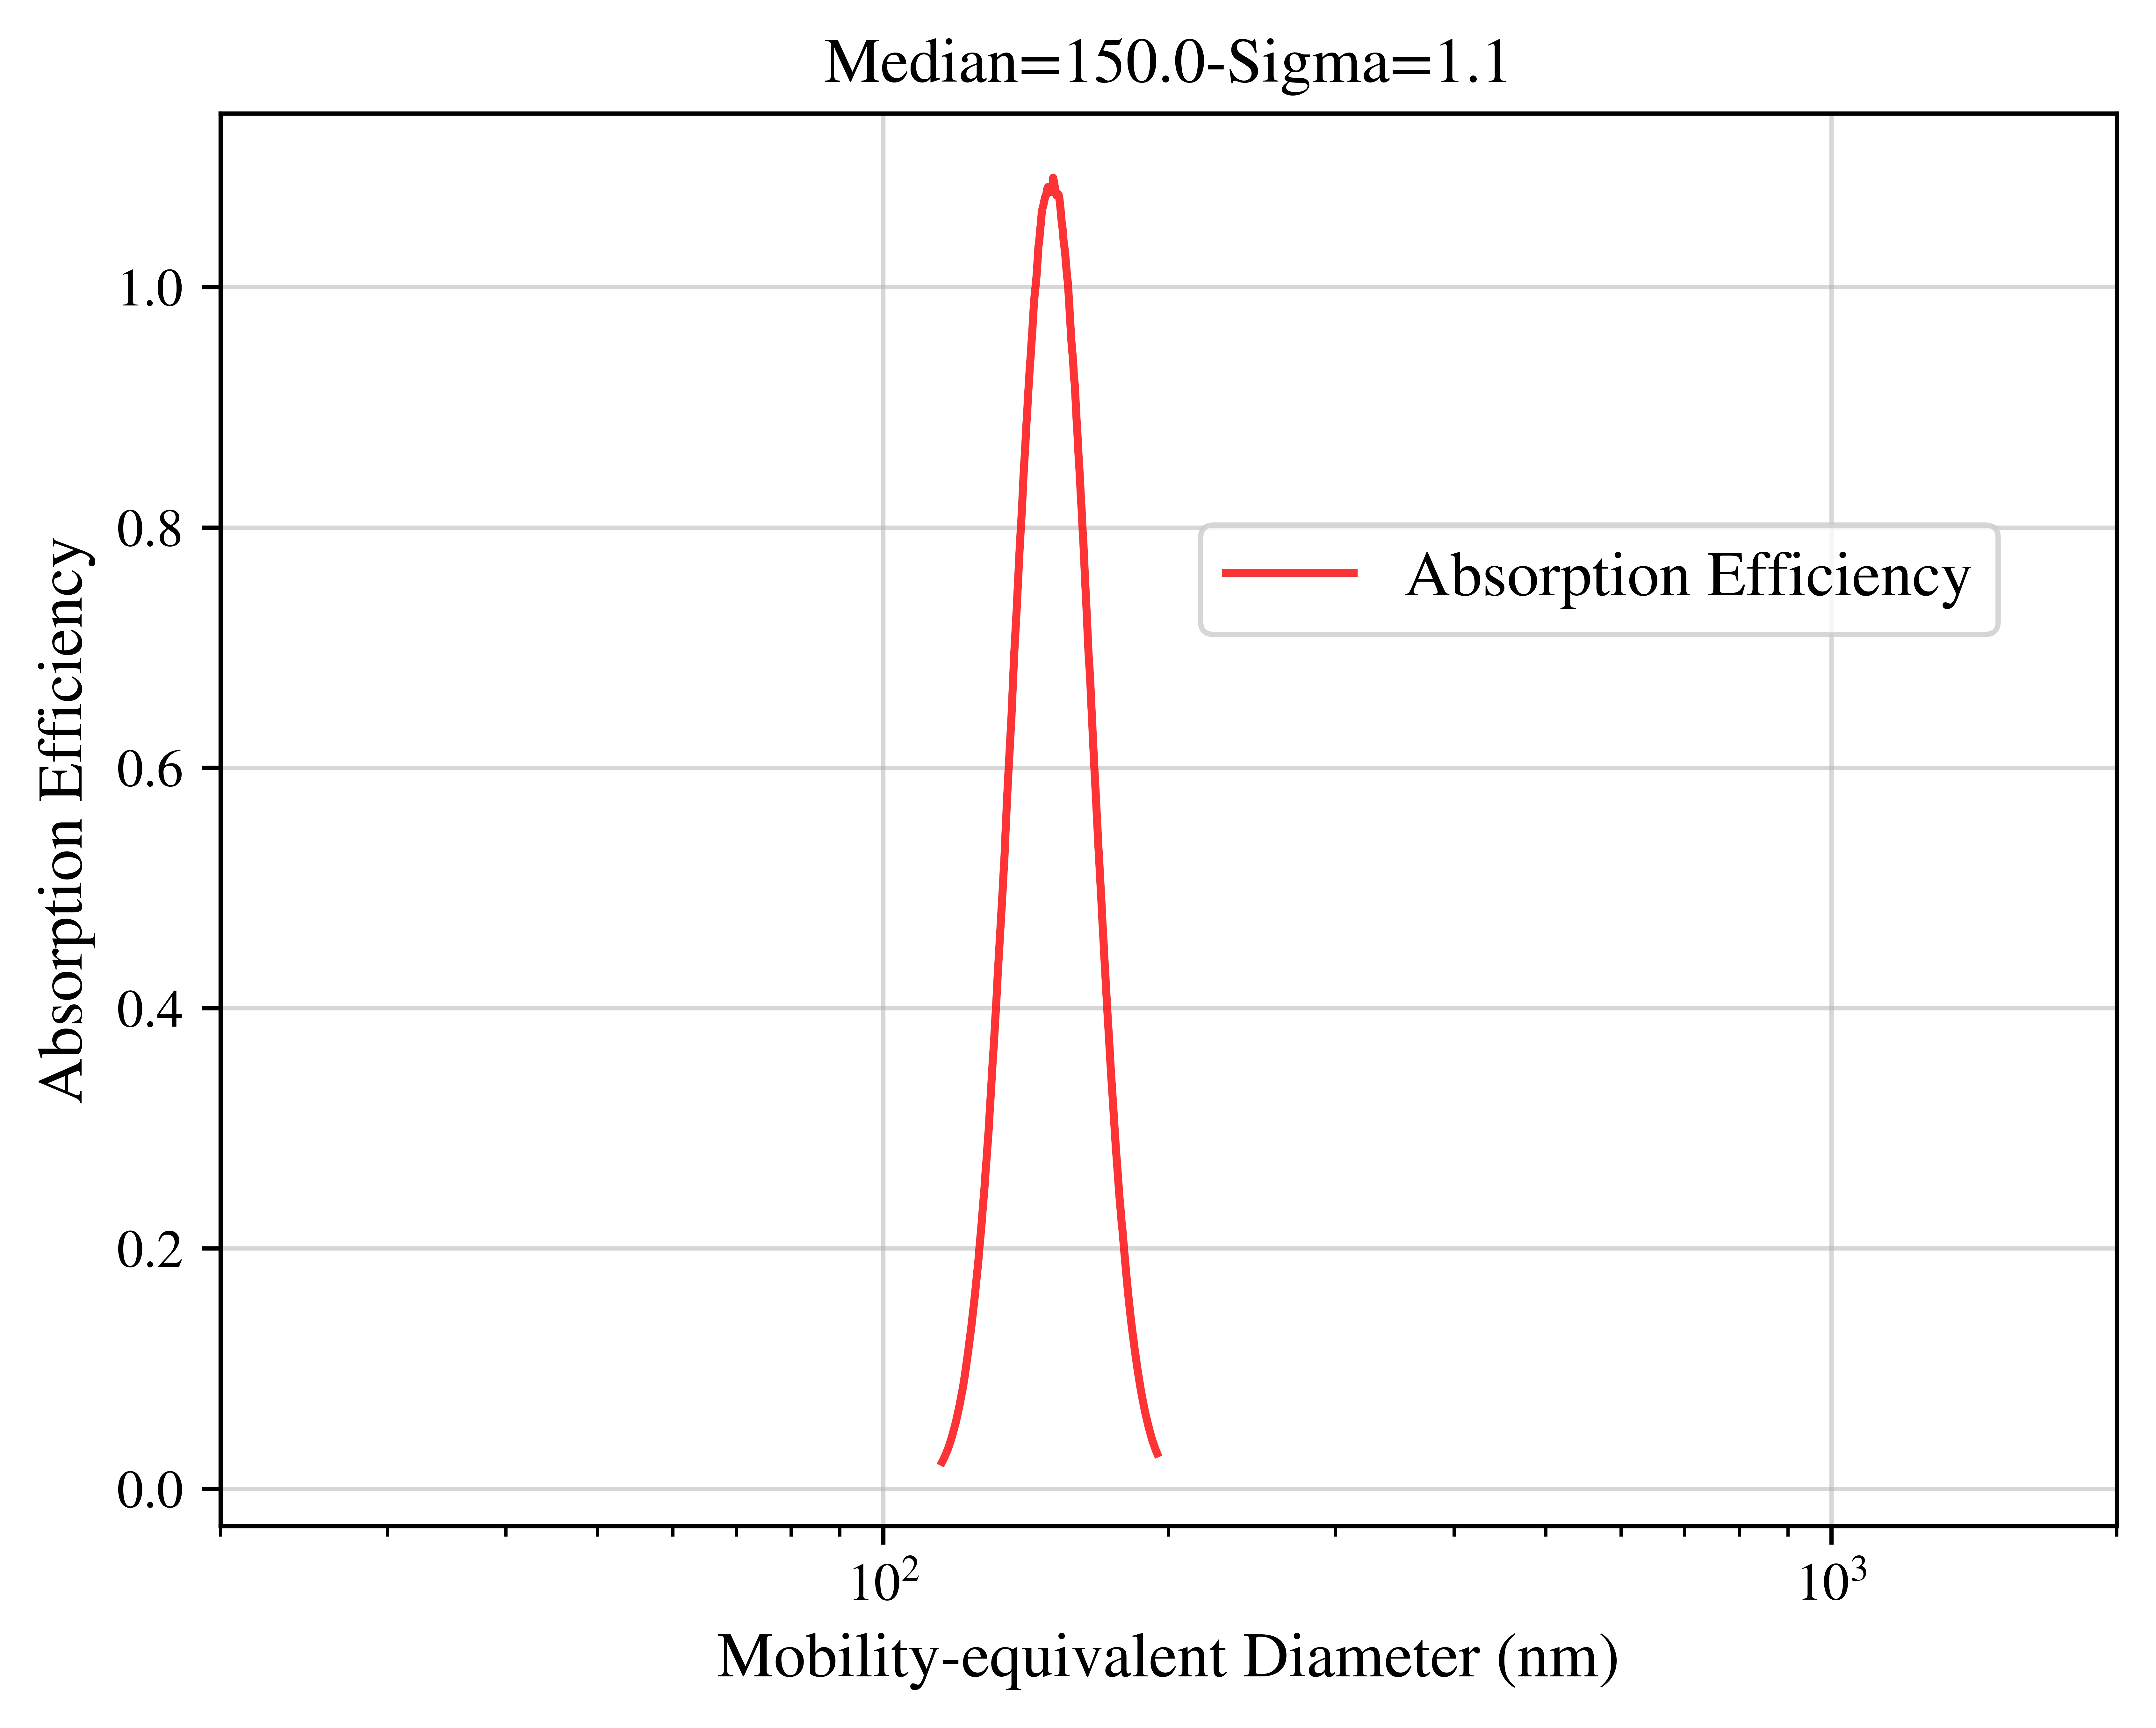 Median=150.0-Sigma=1.1
Absorption Efficiency
1.0
0.8
0.6
0.4
0.2
0.0
Absorption Efficiency
10²
10³
Mobility-equivalent Diameter (nm)